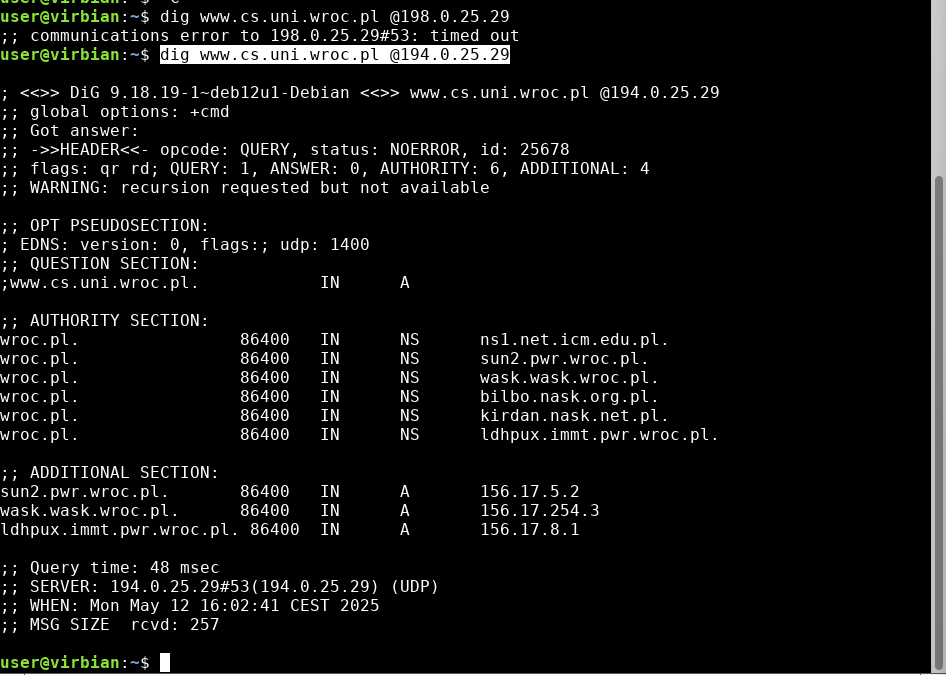 user@virbian:~$ dig www.cs.uni.wroc.pl @198.0.25.29
;; communications error to 198.0.25.29#53: timed out
user@virbian:~$ dig www.cs.uni.wroc.pl @194.0.25.29

; <<>> DiG 9.18.19-1~deb12u1-Debian <<>> www.cs.uni.wroc.pl @194.0.25.29
;; global options: +cmd
;; Got answer:
;; ->>HEADER<<- opcode: QUERY, status: NOERROR, id: 25678
;; flags: qr rd; QUERY: 1, ANSWER: 0, AUTHORITY: 6, ADDITIONAL: 4
;; WARNING: recursion requested but not available

;; OPT PSEUDOSECTION:
; EDNS: version: 0, flags:; udp: 1400
;; QUESTION SECTION:
;www.cs.uni.wroc.pl.            IN      A

;; AUTHORITY SECTION:
wroc.pl.                86400   IN      NS      ns1.net.icm.edu.pl.
wroc.pl.                86400   IN      NS      sun2.pwr.wroc.pl.
wroc.pl.                86400   IN      NS      wask.wask.wroc.pl.
wroc.pl.                86400   IN      NS      bilbo.nask.org.pl.
wroc.pl.                86400   IN      NS      kirdan.nask.net.pl.
wroc.pl.                86400   IN      NS      ldhpux.immt.pwr.wroc.pl.

;; ADDITIONAL SECTION:
sun2.pwr.wroc.pl.       86400   IN      A       156.17.5.2
wask.wask.wroc.pl.      86400   IN      A       156.17.254.3
ldhpux.immt.pwr.wroc.pl. 86400  IN      A       156.17.8.1

;; Query time: 48 msec
;; SERVER: 194.0.25.29#53(194.0.25.29) (UDP)
;; WHEN: Mon May 12 16:02:41 CEST 2025
;; MSG SIZE  rcvd: 257

user@virbian:~$